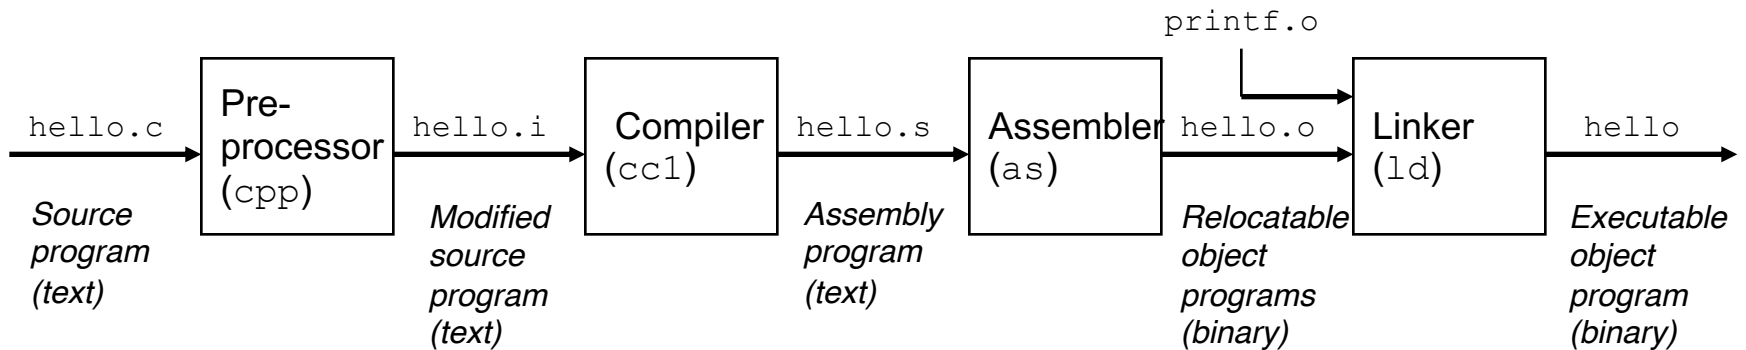 printf.o
hello.c
Pre-
processor
(cpp)
hello.i
Compiler
(cc1)
hello.s
Assembler
(as)
hello.o
Linker
(ld)
hello
Source
program
(text)
Modified
source
program
(text)
Assembly
program
(text)
Relocatable
object
programs
(binary)
Executable
object
program
(binary)